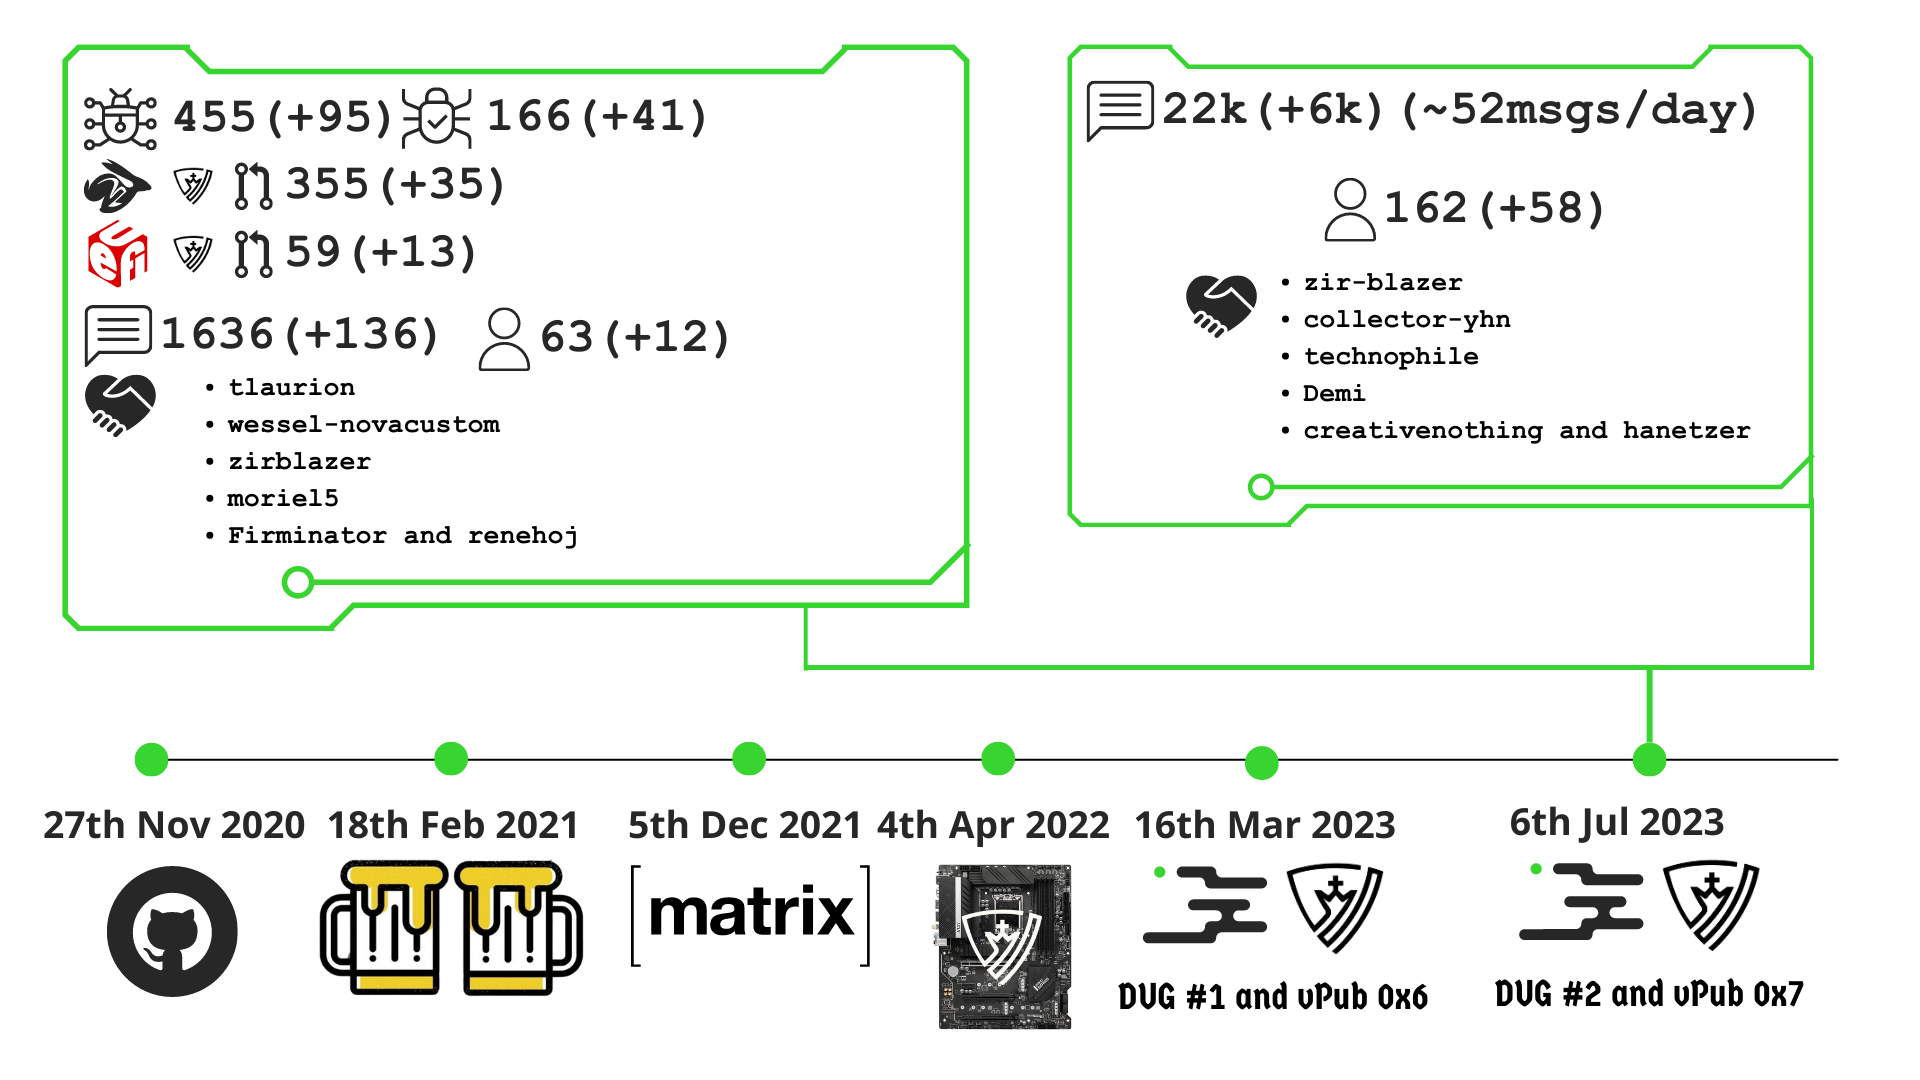 455(+95) 166(+41)
355(+35)
59(+13)
1636(+136) 63(+12)
• tlaurion
• wessel-novacustom
• zirblazer
• moriel5
• Firminator and renehoj
22k(+6k)(~52msgs/day)
162(+58)
• zir-blazer
• collector-yhn
• technophile
• Demi
• creativenothing and hanetzer
27th Nov 2020
18th Feb 2021
5th Dec 2021
[matrix]
4th Apr 2022
16th Mar 2023
DUG #1 and vPub 0x6
6th Jul 2023
DUG #2 and vPub 0x7
UEFI